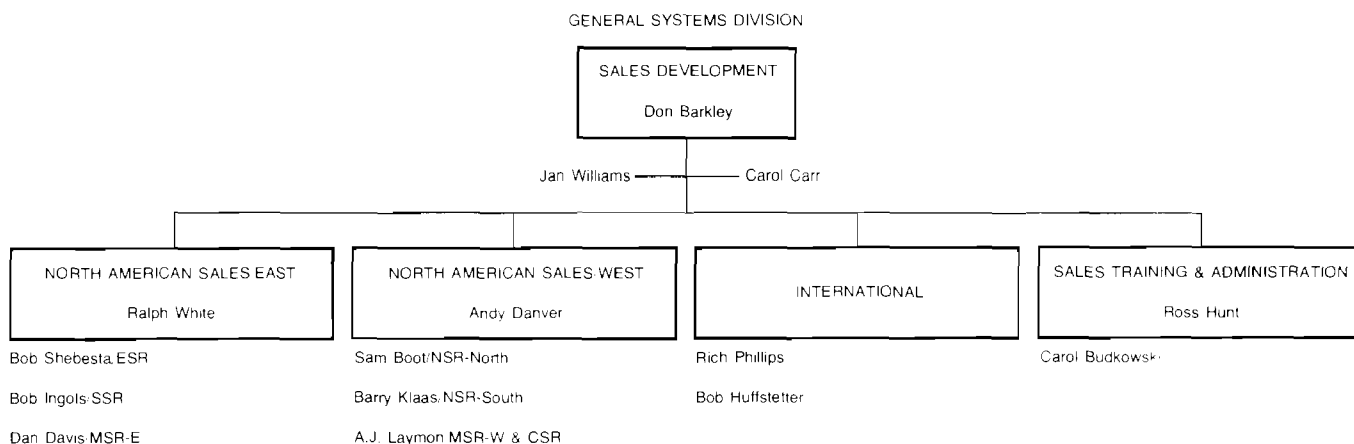 GENERAL SYSTEMS DIVISION
SALES DEVELOPMENT
Don Barkley
Jan Williams
Carol Carr
NORTH AMERICAN SALES EAST
Ralph White
Bob Shebesta ESR
Bob Ingols/SSR
Dan Davis MSR-E
NORTH AMERICAN SALES WEST
Andy Danver
Sam Boot/NSR-North
Barry Klaas/NSR-South
A.J. Laymon MSR-W & CSR
INTERNATIONAL
Rich Phillips
Bob Huffstetter
SALES TRAINING & ADMINISTRATION
Ross Hunt
Carol Budkowski